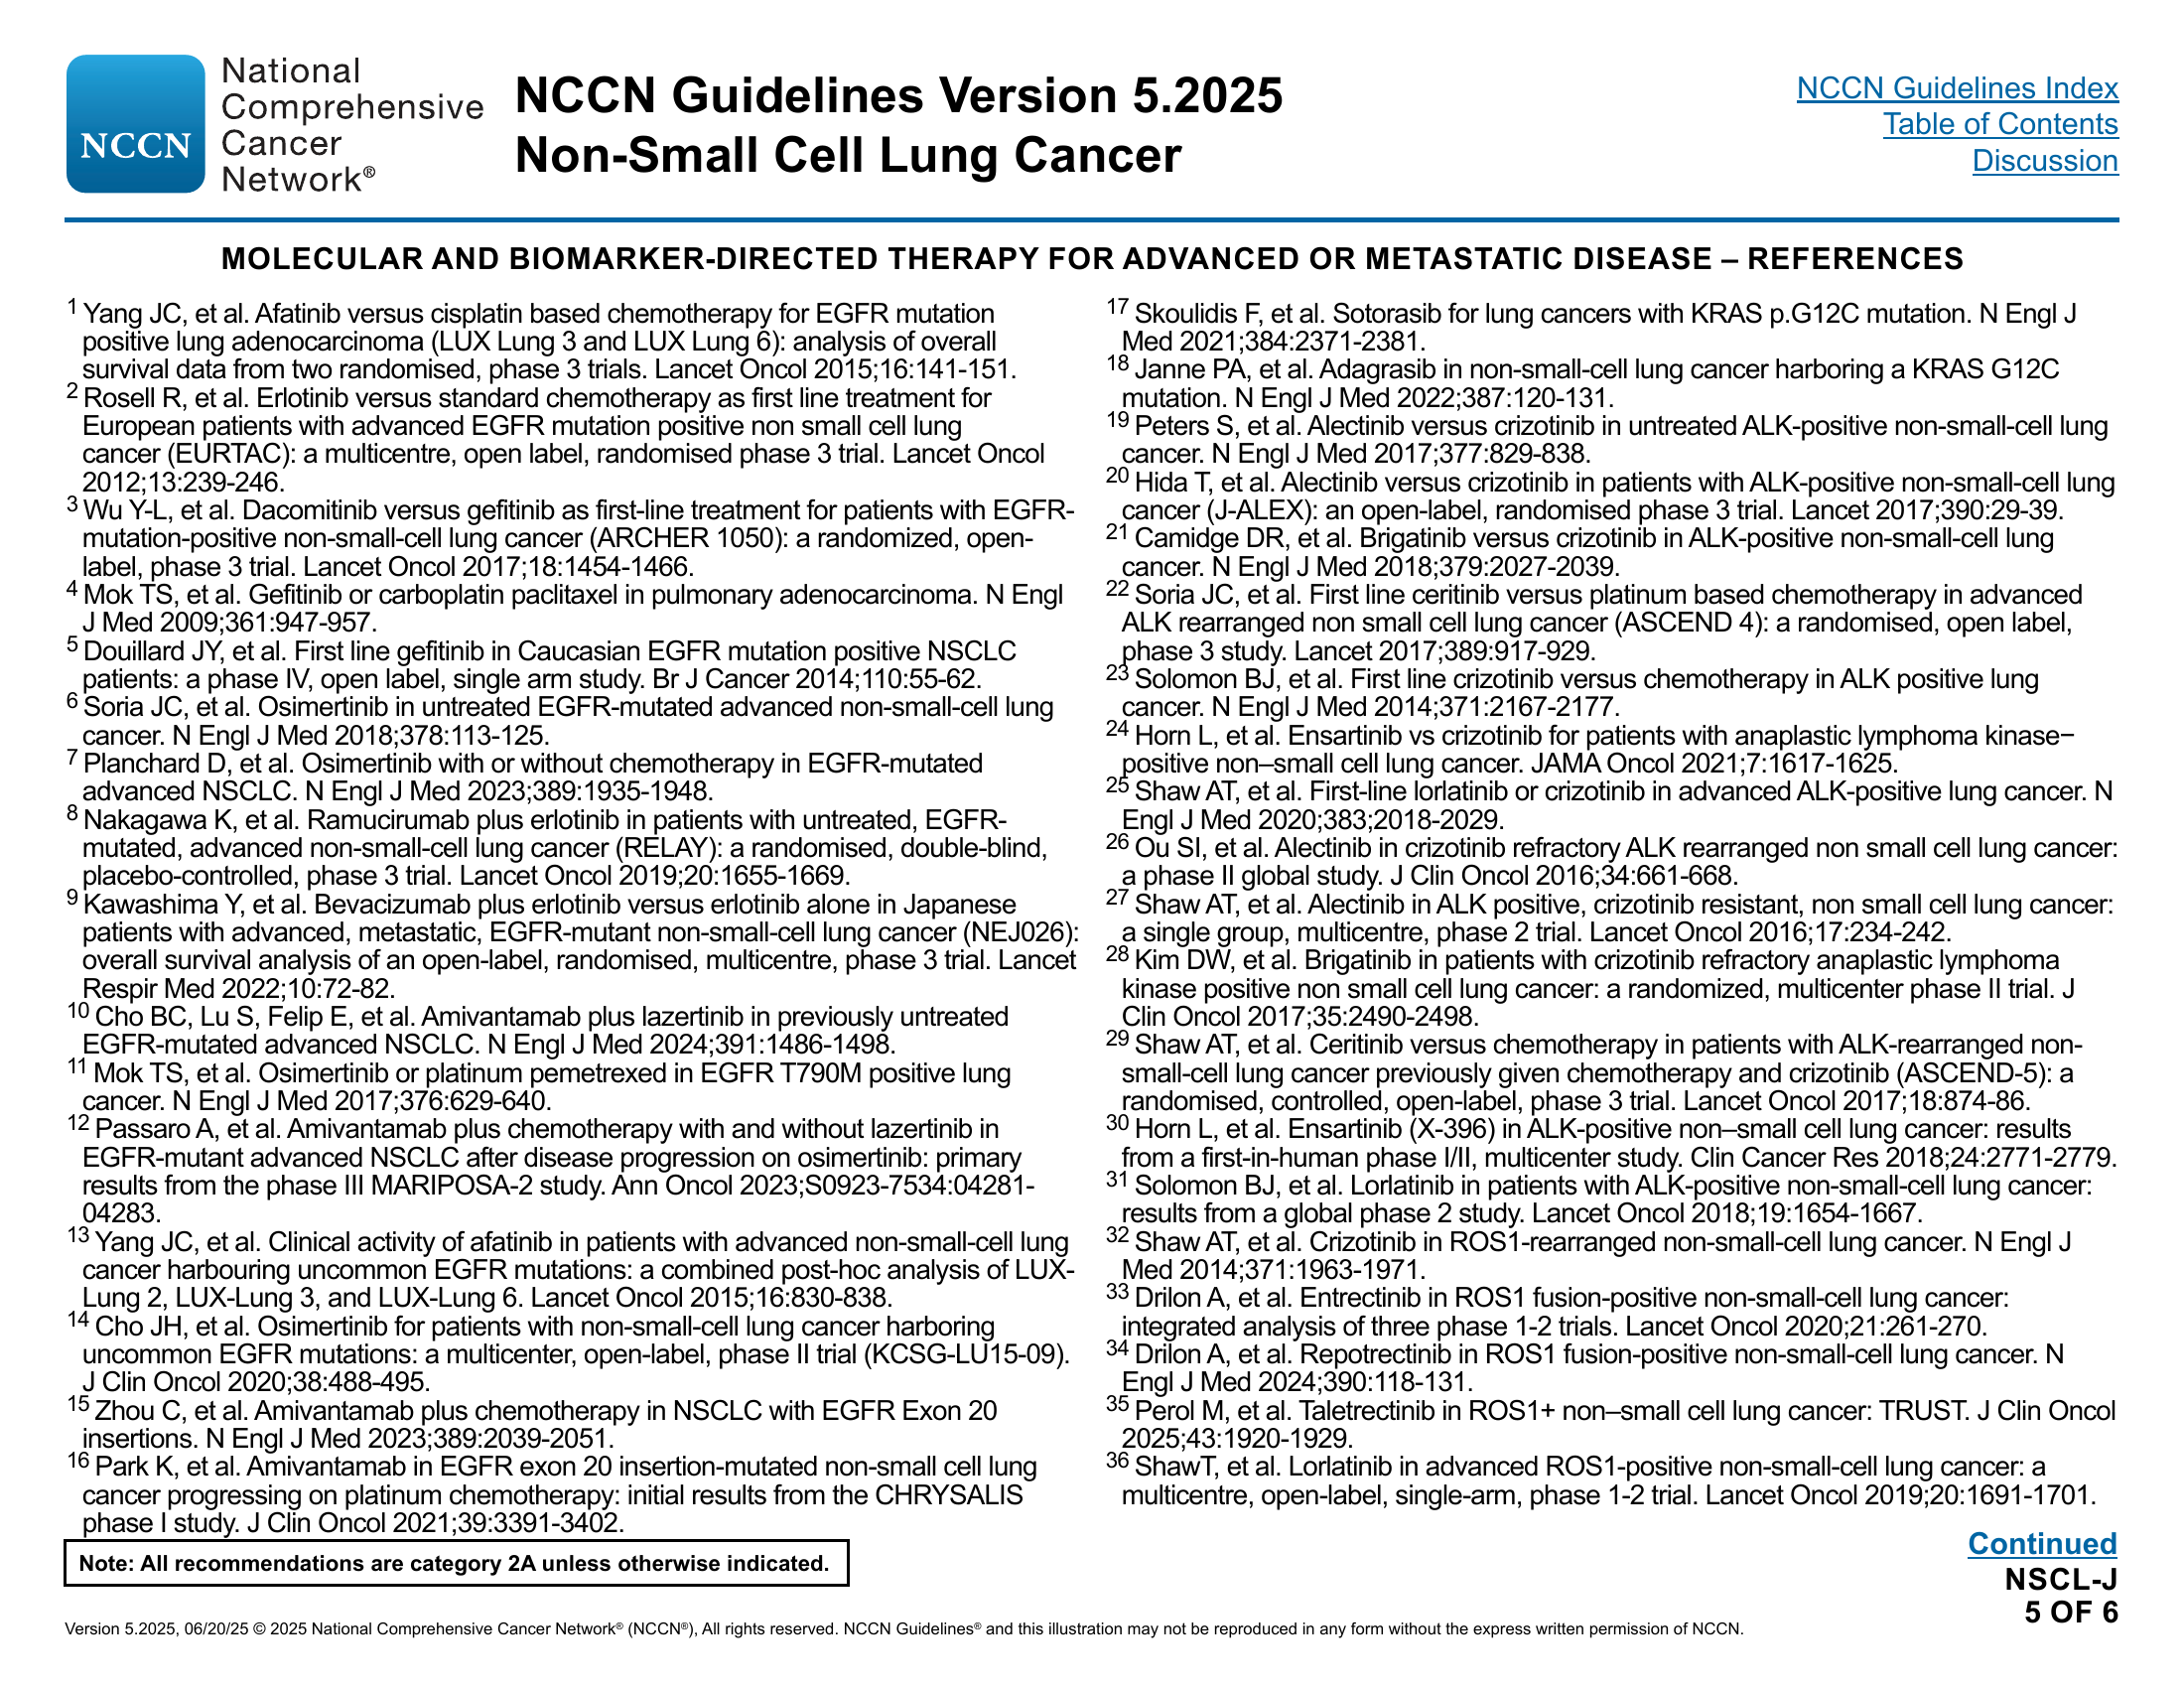 NCCN
National
Comprehensive
Cancer
Network®
NCCN Guidelines Version 5.2025
Non-Small Cell Lung Cancer
NCCN Guidelines Index
Table of Contents
Discussion
MOLECULAR AND BIOMARKER-DIRECTED THERAPY FOR ADVANCED OR METASTATIC DISEASE – REFERENCES
1 Yang JC, et al. Afatinib versus cisplatin based chemotherapy for EGFR mutation
positive lung adenocarcinoma (LUX Lung 3 and LUX Lung 6): analysis of overall
survival data from two randomised, phase 3 trials. Lancet Oncol 2015;16:141-151.
2 Rosell R, et al. Erlotinib versus standard chemotherapy as first line treatment for
European patients with advanced EGFR mutation positive non small cell lung
cancer (EURTAC): a multicentre, open label, randomised phase 3 trial. Lancet Oncol
2012;13:239-246.
3 Wu Y-L, et al. Dacomitinib versus gefitinib as first-line treatment for patients with EGFR-
mutation-positive non-small-cell lung cancer (ARCHER 1050): a randomized, open-
label, phase 3 trial. Lancet Oncol 2017;18:1454-1466.
4 Mok TS, et al. Gefitinib or carboplatin paclitaxel in pulmonary adenocarcinoma. N Engl
J Med 2009;361:947-957.
5 Douillard JY, et al. First line gefitinib in Caucasian EGFR mutation positive NSCLC
patients: a phase IV, open label, single arm study. Br J Cancer 2014;110:55-62.
6 Soria JC, et al. Osimertinib in untreated EGFR-mutated advanced non-small-cell lung
cancer. N Engl J Med 2018;378:113-125.
7 Planchard D, et al. Osimertinib with or without chemotherapy in EGFR-mutated
advanced NSCLC. N Engl J Med 2023;389:1935-1948.
8 Nakagawa K, et al. Ramucirumab plus erlotinib in patients with untreated, EGFR-
mutated, advanced non-small-cell lung cancer (RELAY): a randomised, double-blind,
placebo-controlled, phase 3 trial. Lancet Oncol 2019;20:1655-1669.
9 Kawashima Y, et al. Bevacizumab plus erlotinib versus erlotinib alone in Japanese
patients with advanced, metastatic, EGFR-mutant non-small-cell lung cancer (NEJ026):
overall survival analysis of an open-label, randomised, multicentre, phase 3 trial. Lancet
Respir Med 2022;10:72-82.
10 Cho BC, Lu S, Felip E, et al. Amivantamab plus lazertinib in previously untreated
EGFR-mutated advanced NSCLC. N Engl J Med 2024;391:1486-1498.
11 Mok TS, et al. Osimertinib or platinum pemetrexed in EGFR T790M positive lung
cancer. N Engl J Med 2017;376:629-640.
12 Passaro A, et al. Amivantamab plus chemotherapy with and without lazertinib in
EGFR-mutant advanced NSCLC after disease progression on osimertinib: primary
results from the phase III MARIPOSA-2 study. Ann Oncol 2023;S0923-7534:04281-
04283.
13 Yang JC, et al. Clinical activity of afatinib in patients with advanced non-small-cell lung
cancer harbouring uncommon EGFR mutations: a combined post-hoc analysis of LUX-
Lung 2, LUX-Lung 3, and LUX-Lung 6. Lancet Oncol 2015;16:830-838.
14 Cho JH, et al. Osimertinib for patients with non-small-cell lung cancer harboring
uncommon EGFR mutations: a multicenter, open-label, phase II trial (KCSG-LU15-09).
J Clin Oncol 2020;38:488-495.
15 Zhou C, et al. Amivantamab plus chemotherapy in NSCLC with EGFR Exon 20
insertions. N Engl J Med 2023;389:2039-2051.
16 Park K, et al. Amivantamab in EGFR exon 20 insertion-mutated non-small cell lung
cancer progressing on platinum chemotherapy: initial results from the CHRYSALIS
phase I study. J Clin Oncol 2021;39:3391-3402.
17 Skoulidis F, et al. Sotorasib for lung cancers with KRAS p.G12C mutation. N Engl J
Med 2021;384:2371-2381.
18 Janne PA, et al. Adagrasib in non-small-cell lung cancer harboring a KRAS G12C
mutation. N Engl J Med 2022;387:120-131.
19 Peters S, et al. Alectinib versus crizotinib in untreated ALK-positive non-small-cell lung
cancer. N Engl J Med 2017;377:829-838.
20 Hida T, et al. Alectinib versus crizotinib in patients with ALK-positive non-small-cell lung
cancer (J-ALEX): an open-label, randomised phase 3 trial. Lancet 2017;390:29-39.
21 Camidge DR, et al. Brigatinib versus crizotinib in ALK-positive non-small-cell lung
cancer. N Engl J Med 2018;379:2027-2039.
22 Soria JC, et al. First line ceritinib versus platinum based chemotherapy in advanced
ALK rearranged non small cell lung cancer (ASCEND 4): a randomised, open label,
phase 3 study. Lancet 2017;389:917-929.
23 Solomon BJ, et al. First line crizotinib versus chemotherapy in ALK positive lung
cancer. N Engl J Med 2014;371:2167-2177.
24 Horn L, et al. Ensartinib vs crizotinib for patients with anaplastic lymphoma kinase−
positive non–small cell lung cancer. JAMA Oncol 2021;7:1617-1625.
25 Shaw AT, et al. First-line lorlatinib or crizotinib in advanced ALK-positive lung cancer. N
Engl J Med 2020;383;2018-2029.
26 Ou SI, et al. Alectinib in crizotinib refractory ALK rearranged non small cell lung cancer:
a phase II global study. J Clin Oncol 2016;34:661-668.
27 Shaw AT, et al. Alectinib in ALK positive, crizotinib resistant, non small cell lung cancer:
a single group, multicentre, phase 2 trial. Lancet Oncol 2016;17:234-242.
28 Kim DW, et al. Brigatinib in patients with crizotinib refractory anaplastic lymphoma
kinase positive non small cell lung cancer: a randomized, multicenter phase II trial. J
Clin Oncol 2017;35:2490-2498.
29 Shaw AT, et al. Ceritinib versus chemotherapy in patients with ALK-rearranged non-
small-cell lung cancer previously given chemotherapy and crizotinib (ASCEND-5): a
randomised, controlled, open-label, phase 3 trial. Lancet Oncol 2017;18:874-86.
30 Horn L, et al. Ensartinib (X-396) in ALK-positive non–small cell lung cancer: results
from a first-in-human phase I/II, multicenter study. Clin Cancer Res 2018;24:2771-2779.
31 Solomon BJ, et al. Lorlatinib in patients with ALK-positive non-small-cell lung cancer:
results from a global phase 2 study. Lancet Oncol 2018;19:1654-1667.
32 Shaw AT, et al. Crizotinib in ROS1-rearranged non-small-cell lung cancer. N Engl J
Med 2014;371:1963-1971.
33 Drilon A, et al. Entrectinib in ROS1 fusion-positive non-small-cell lung cancer:
integrated analysis of three phase 1-2 trials. Lancet Oncol 2020;21:261-270.
34 Drilon A, et al. Repotrectinib in ROS1 fusion-positive non-small-cell lung cancer. N
Engl J Med 2024;390:118-131.
35 Perol M, et al. Taletrectinib in ROS1+ non–small cell lung cancer: TRUST. J Clin Oncol
2025;43:1920-1929.
36 ShawT, et al. Lorlatinib in advanced ROS1-positive non-small-cell lung cancer: a
multicentre, open-label, single-arm, phase 1-2 trial. Lancet Oncol 2019;20:1691-1701.
Note: All recommendations are category 2A unless otherwise indicated.
Continued
NSCL-J
5 OF 6
Version 5.2025, 06/20/25 © 2025 National Comprehensive Cancer Network® (NCCN®), All rights reserved. NCCN Guidelines® and this illustration may not be reproduced in any form without the express written permission of NCCN.